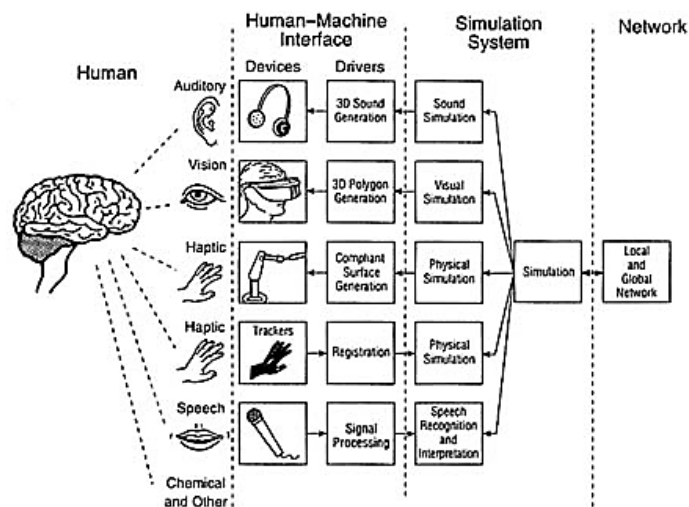 Human
Human–Machine
Interface
Simulation
System
Network
Devices
Drivers
Auditory
3D Sound
Generation
Sound
Simulation
Vision
3D Polygon
Generation
Visual
Simulation
Haptic
Compliant
Surface
Generation
Physical
Simulation
Simulation
Local
and
Global
Network
Haptic
Trackers
Registration
Physical
Simulation
Speech
Signal
Processing
Speech
Recognition
and
Interpretation
Chemical
and Other